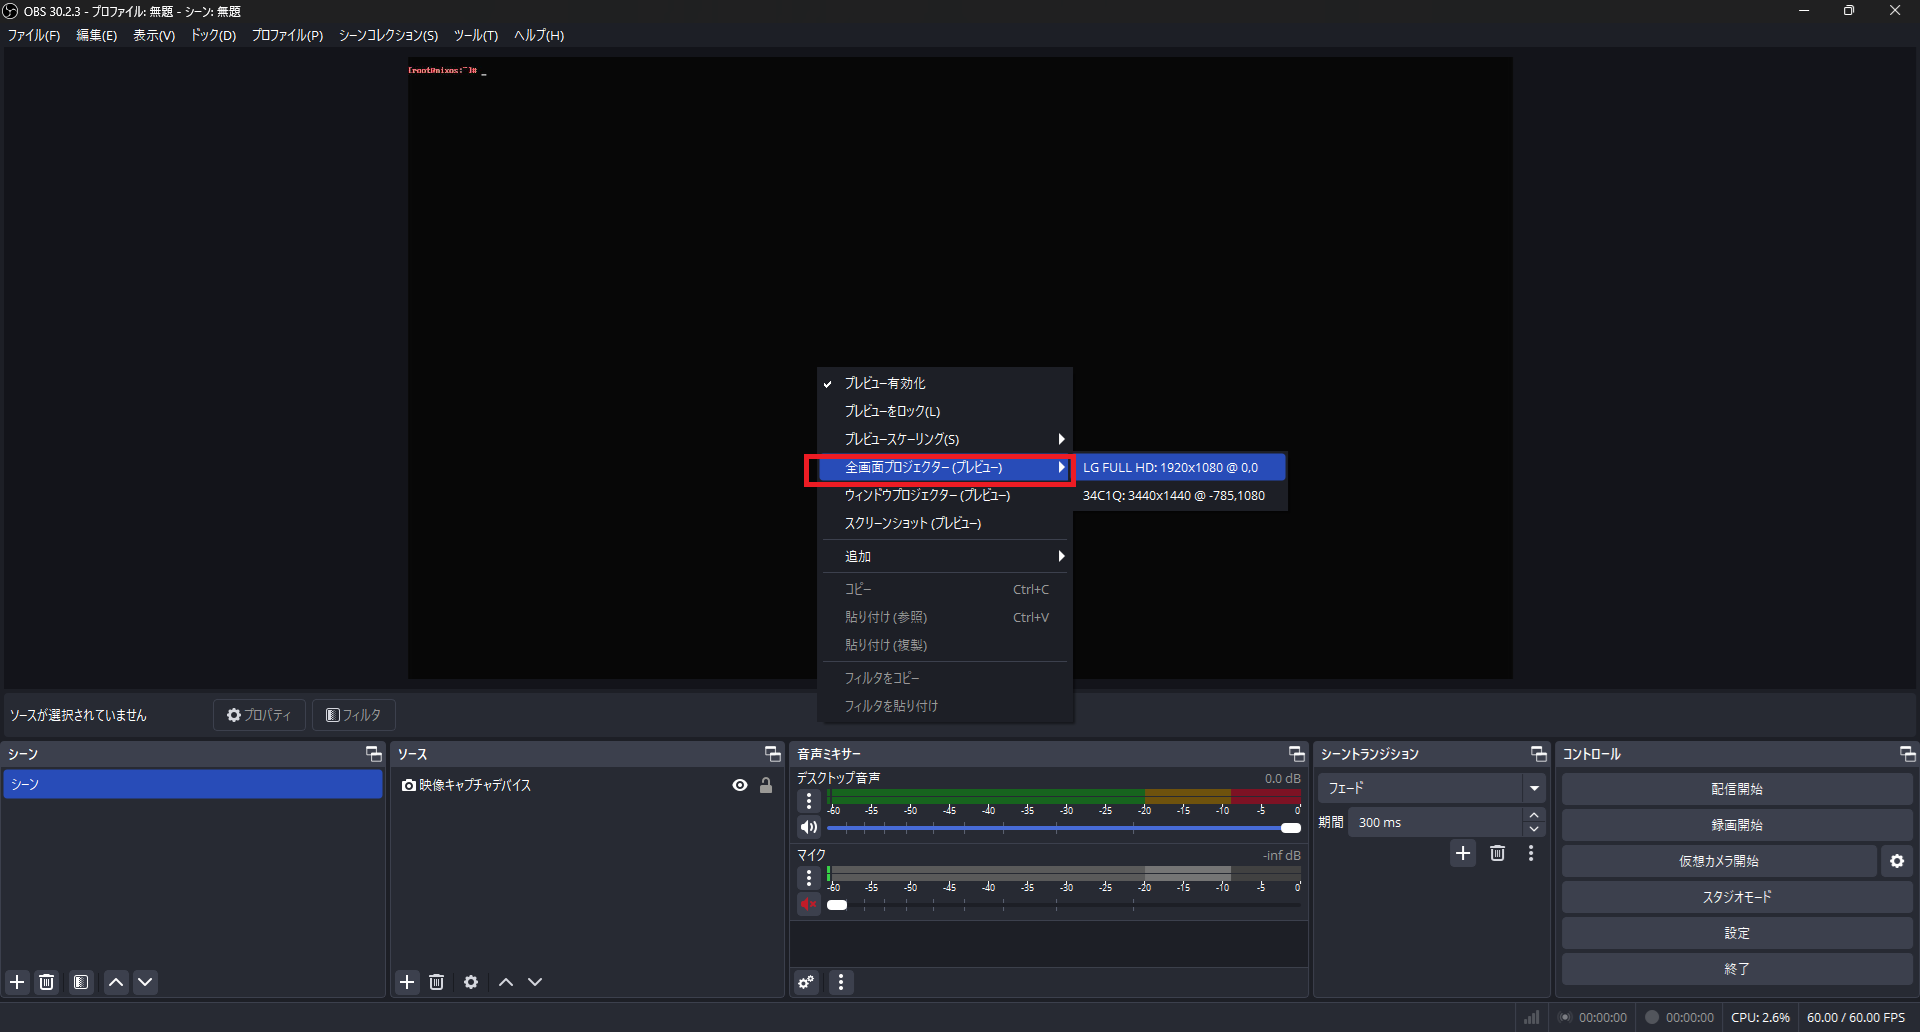 OBS 30.2.3 - プロファイル: 無題 - シーン: 無題
ファイル(F) 編集(E) 表示(V) ドック(D) プロファイル(P) シーンコレクション(S) ツール(T) ヘルプ(H)
[root@nixos:~]# _
プレビュー有効化
プレビューをロック(L)
プレビュースケーリング(S)
全画面プロジェクター (プレビュー)
LG FULL HD: 1920x1080 @ 0,0
34C1Q: 3440x1440 @ -785,1080
ウィンドウプロジェクター (プレビュー)
スクリーンショット (プレビュー)
追加
コピー Ctrl+C
貼り付け (参照) Ctrl+V
貼り付け (複製)
フィルタをコピー
フィルタを貼り付け
ソースが選択されていません プロパティ フィルタ
シーン
シーン
ソース
映像キャプチャデバイス
音声ミキサー
デスクトップ音声 0.0 dB
-60 -55 -50 -45 -40 -35 -30 -25 -20 -15 -10 -5 0
マイク -inf dB
-60 -55 -50 -45 -40 -35 -30 -25 -20 -15 -10 -5 0
シーントランジション
フェード
期間 300 ms
コントロール
配信開始
録画開始
仮想カメラ開始
スタジオモード
設定
終了
00:00:00 00:00:00 CPU: 2.6% 60.00 / 60.00 FPS